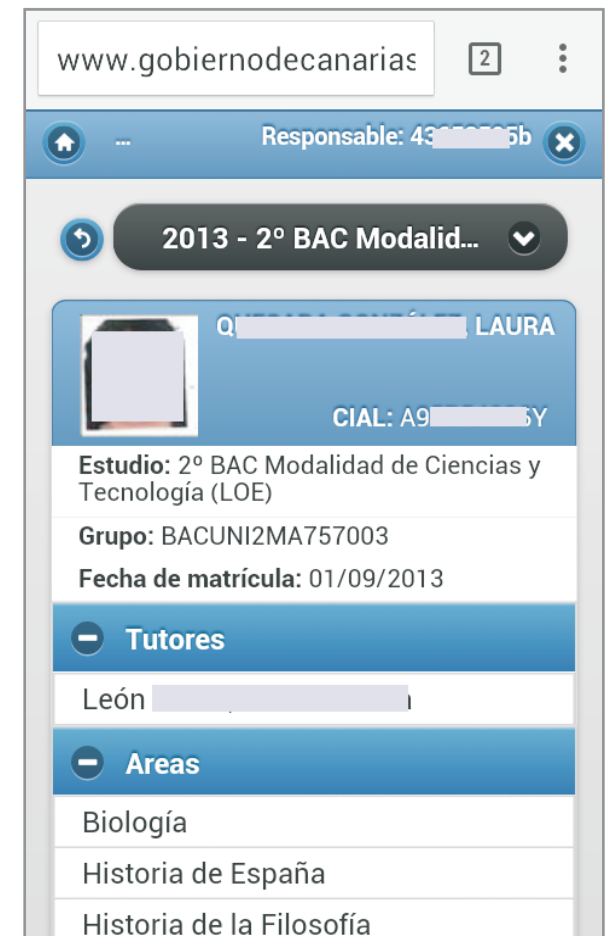 www.gobiernodecanarias
2
... Responsable: 43 5b
2013 - 2º BAC Modalid...
Q , LAURA
CIAL: A9 5Y
Estudio: 2º BAC Modalidad de Ciencias y
Tecnología (LOE)
Grupo: BACUNI2MA757003
Fecha de matrícula: 01/09/2013
Tutores
León
Areas
Biología
Historia de España
Historia de la Filosofía